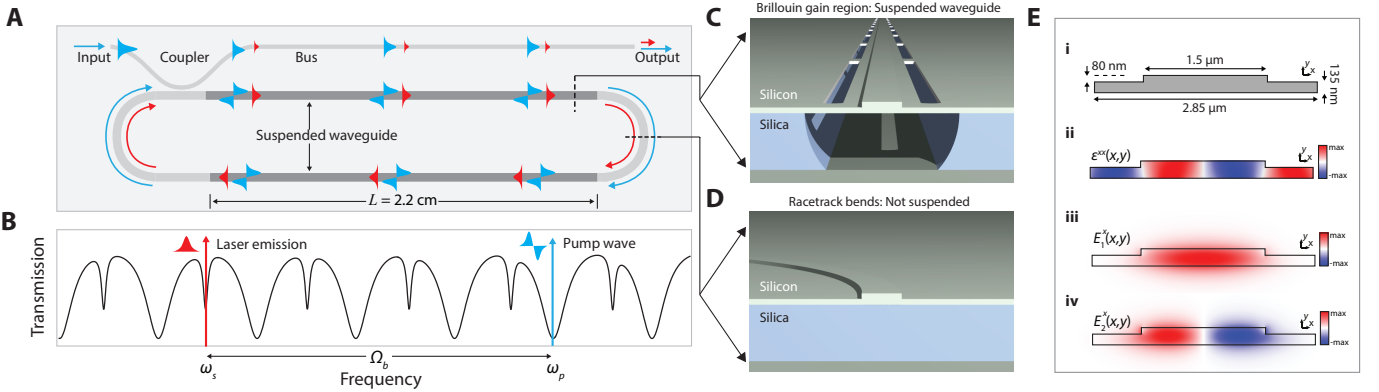 A
Input
Coupler
Bus
Output
Suspended waveguide
L = 2.2 cm
B
Transmission
Laser emission
Pump wave
Ω_b
ω_s
Frequency
ω_p
C
Brillouin gain region: Suspended waveguide
Silicon
Silica
D
Racetrack bends: Not suspended
Silicon
Silica
E
i
80 nm
1.5 µm
y
x
135 nm
2.85 µm
ii
ε^xx(x,y)
y
x
max
-max
iii
E_1^x(x,y)
y
x
max
-max
iv
E_2^x(x,y)
y
x
max
-max